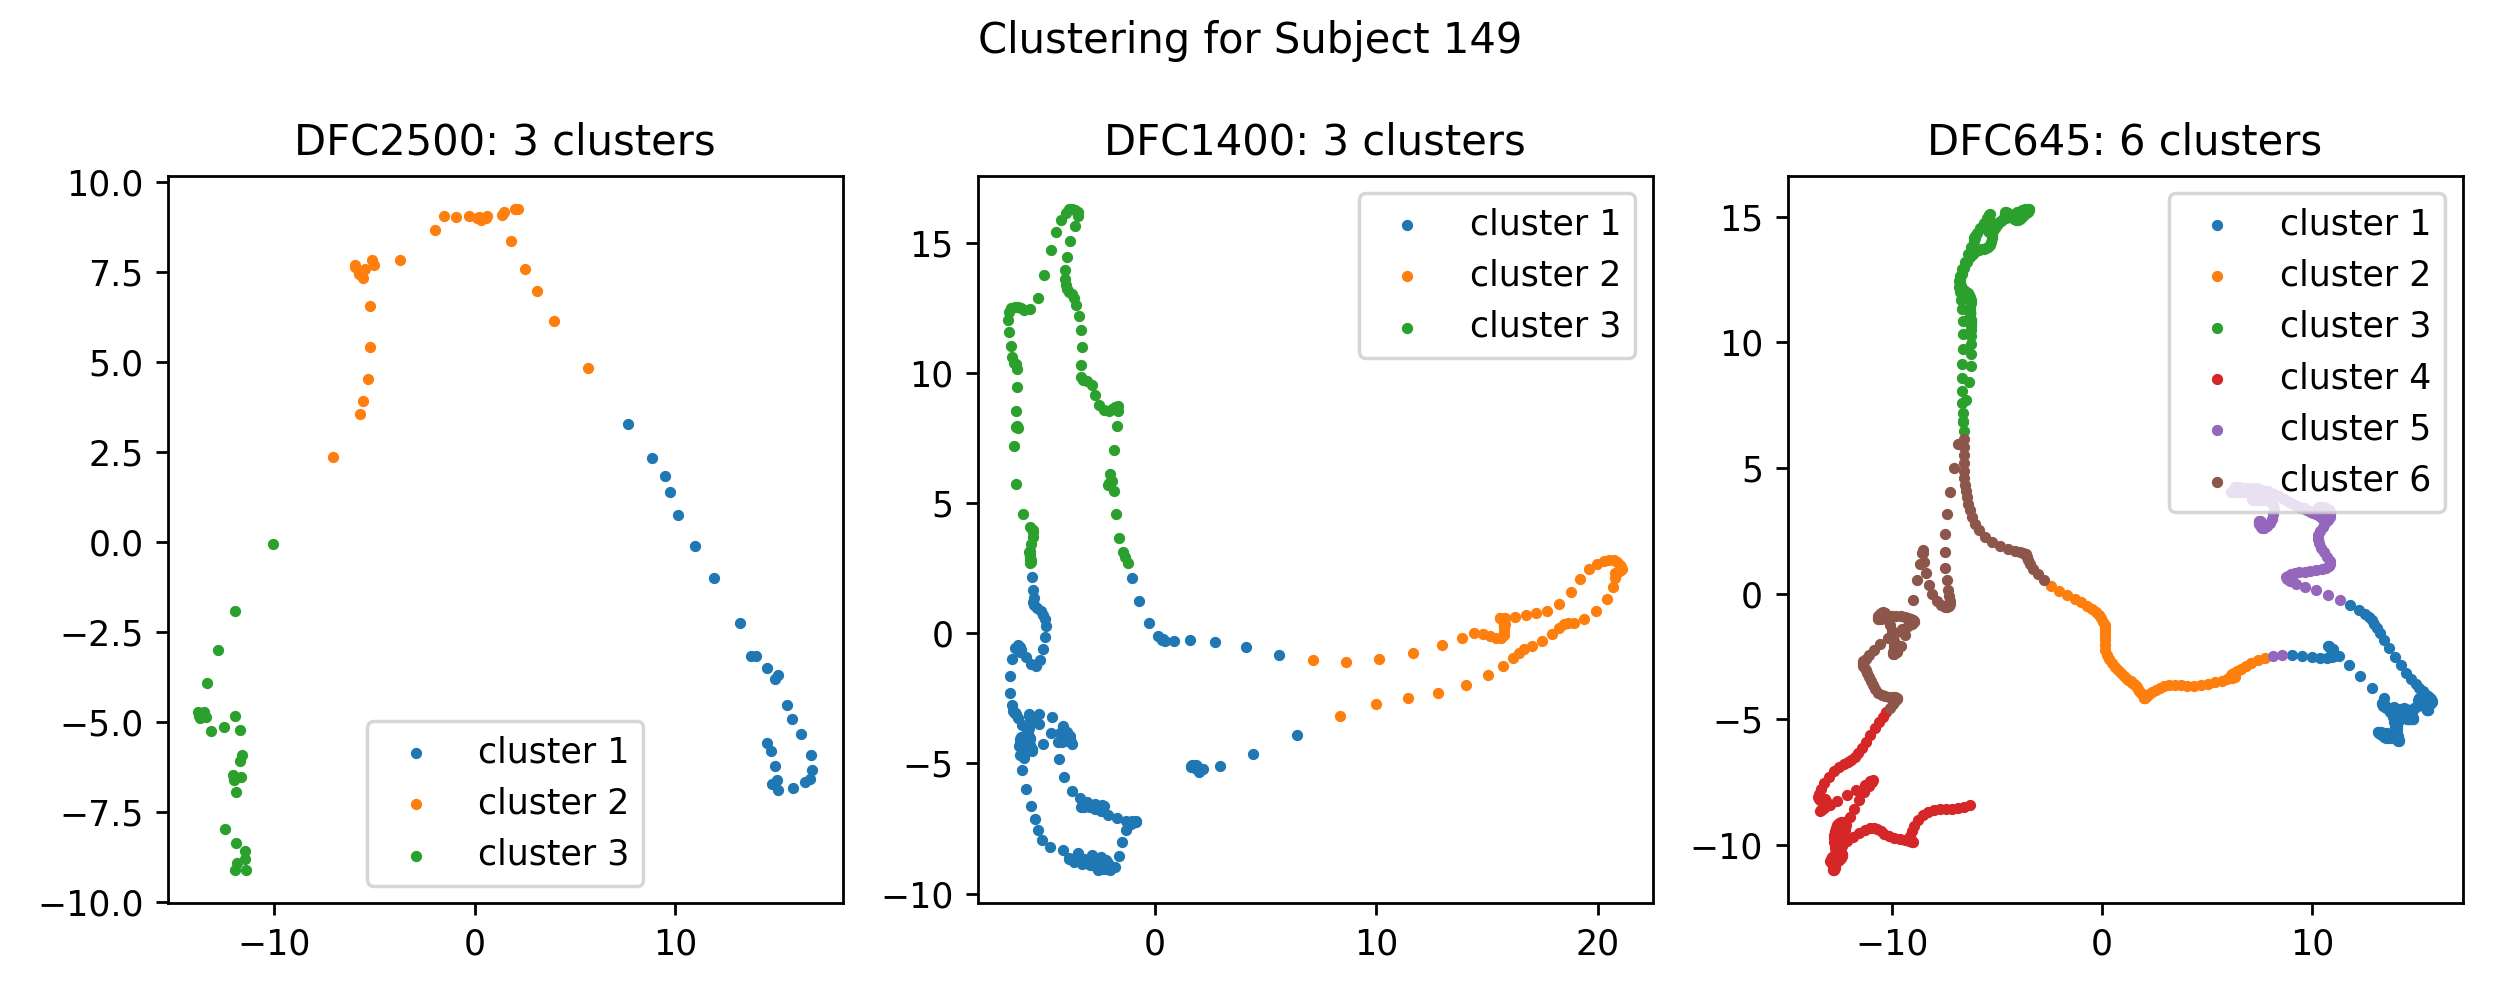 Clustering for Subject 149
DFC2500: 3 clusters
10.0
7.5
5.0
2.5
0.0
−2.5
−5.0
−7.5
−10.0
−10
0
10
cluster 1
cluster 2
cluster 3
DFC1400: 3 clusters
15
10
5
0
−5
−10
0
10
20
cluster 1
cluster 2
cluster 3
DFC645: 6 clusters
15
10
5
0
−5
−10
−10
0
10
cluster 1
cluster 2
cluster 3
cluster 4
cluster 5
cluster 6